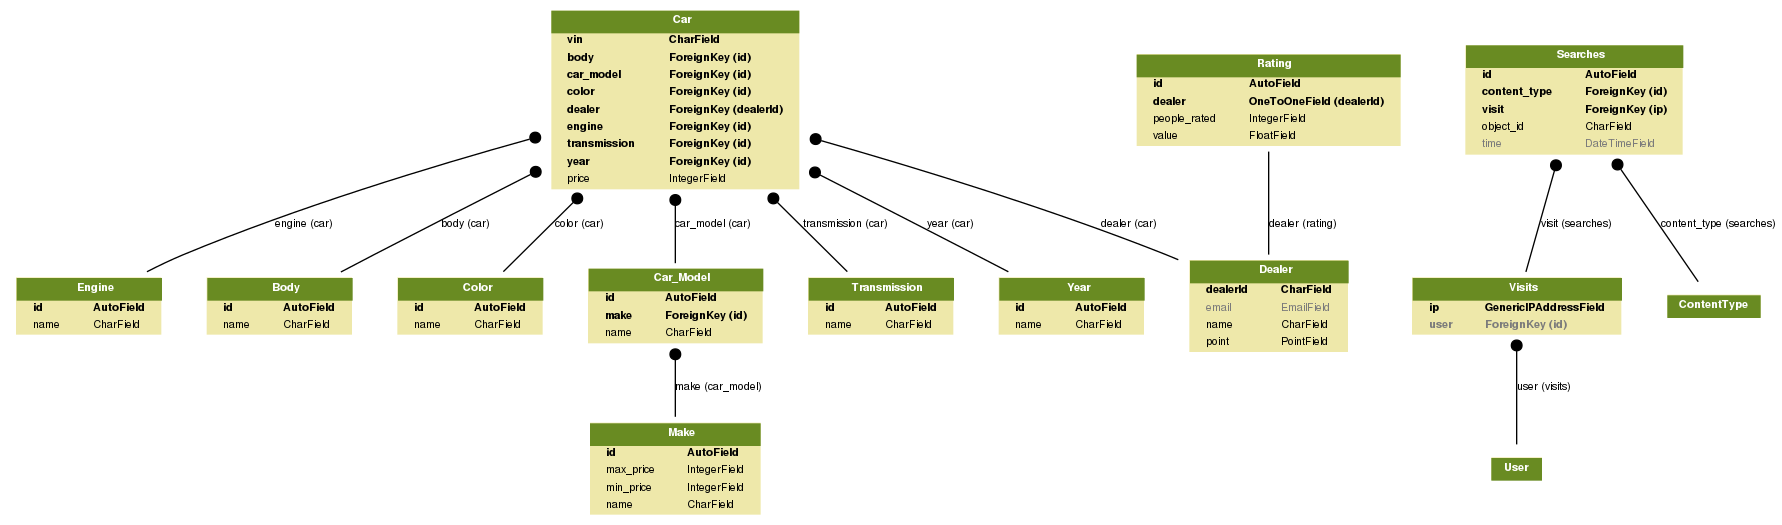 Car
vin CharField
body ForeignKey (id)
car_model ForeignKey (id)
color ForeignKey (id)
dealer ForeignKey (dealerId)
engine ForeignKey (id)
transmission ForeignKey (id)
year ForeignKey (id)
price IntegerField
Rating
id AutoField
dealer OneToOneField (dealerId)
people_rated IntegerField
value FloatField
Searches
id AutoField
content_type ForeignKey (id)
visit ForeignKey (ip)
object_id CharField
time DateTimeField
engine (car)
body (car)
color (car)
car_model (car)
transmission (car)
year (car)
dealer (car)
dealer (rating)
visit (searches)
content_type (searches)
Engine
id AutoField
name CharField
Body
id AutoField
name CharField
Color
id AutoField
name CharField
Car_Model
id AutoField
make ForeignKey (id)
name CharField
Transmission
id AutoField
name CharField
Year
id AutoField
name CharField
Dealer
dealerId CharField
email EmailField
name CharField
point PointField
Visits
ip GenericIPAddressField
user ForeignKey (id)
ContentType
make (car_model)
user (visits)
Make
id AutoField
max_price IntegerField
min_price IntegerField
name CharField
User